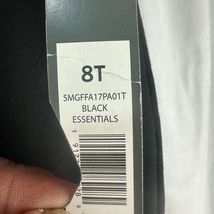 8T
SMGFFA17PA01T
BLACK
ESSENTIALS